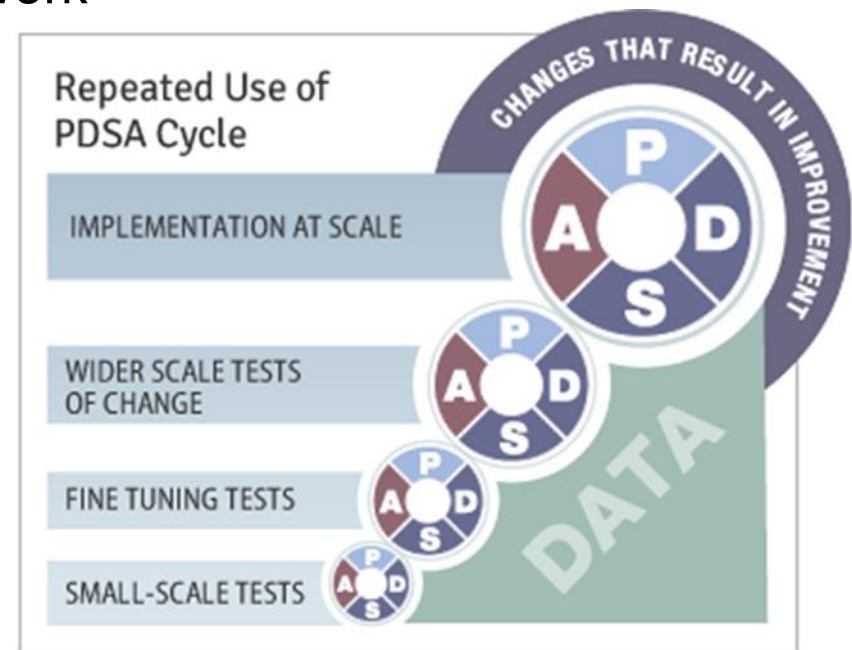 Repeated Use of
PDSA Cycle
CHANGES THAT RESULT IN IMPROVEMENT
IMPLEMENTATION AT SCALE
P
A
D
S
WIDER SCALE TESTS
OF CHANGE
P
A
D
S
FINE TUNING TESTS
P
A
D
S
SMALL-SCALE TESTS
P
A
D
S
DATA